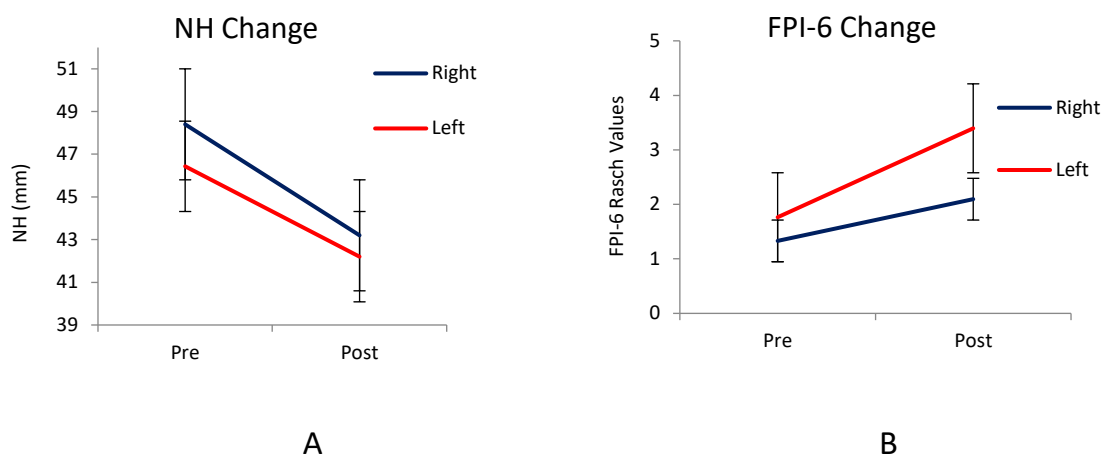 NH Change
51
49
47
45
43
41
39
NH (mm)
Pre
Post
Right
Left
A
FPI-6 Change
5
4
3
2
1
0
FPI-6 Rasch Values
Pre
Post
Right
Left
B